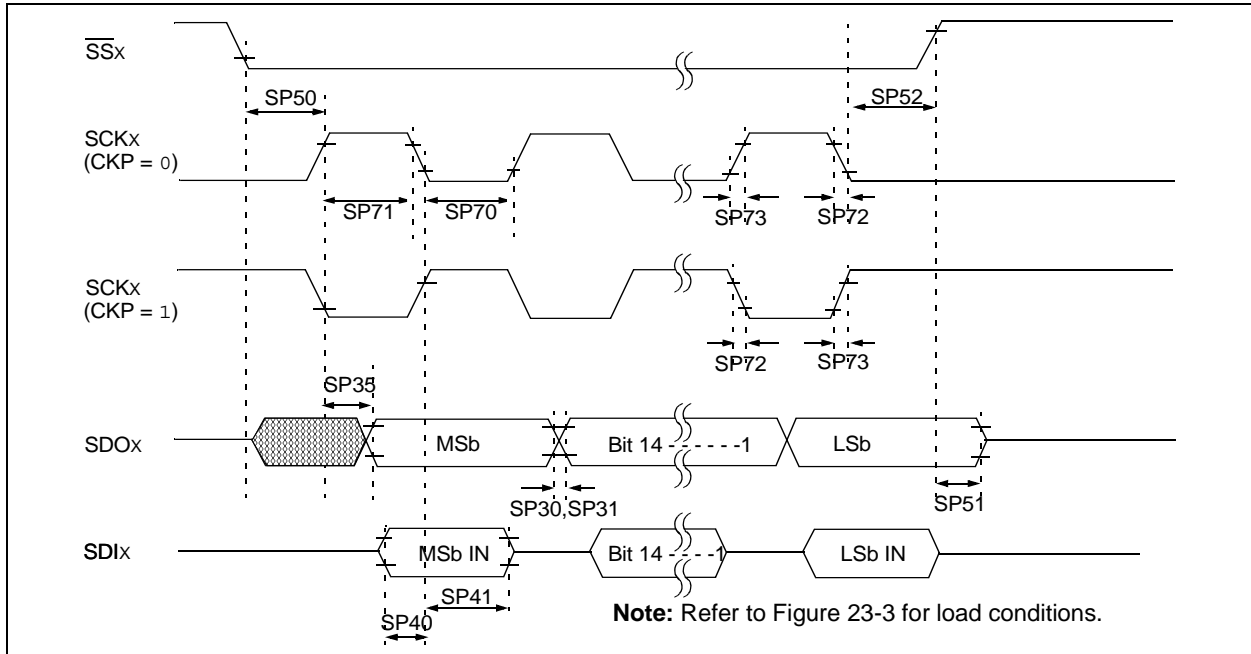 SSX
SP50
SP52
SCKX
(CKP = 0)
SP71
SP70
SP73
SP72
SCKX
(CKP = 1)
SP72
SP73
SP35
SDOX
MSb
Bit 14 - - - - - -1
LSb
SP30,SP31
SP51
SDIX
MSb IN
Bit 14 - - - - -1
LSb IN
SP41
SP40
Note: Refer to Figure 23-3 for load conditions.